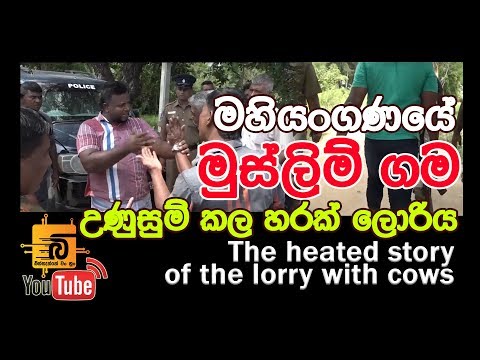 POLICE
මහියංගණයේ
මුස්ලිම් ගම
උණුසුම් කල හරක් ලොරිය
The heated story
of the lorry with cows
බ
YouTube